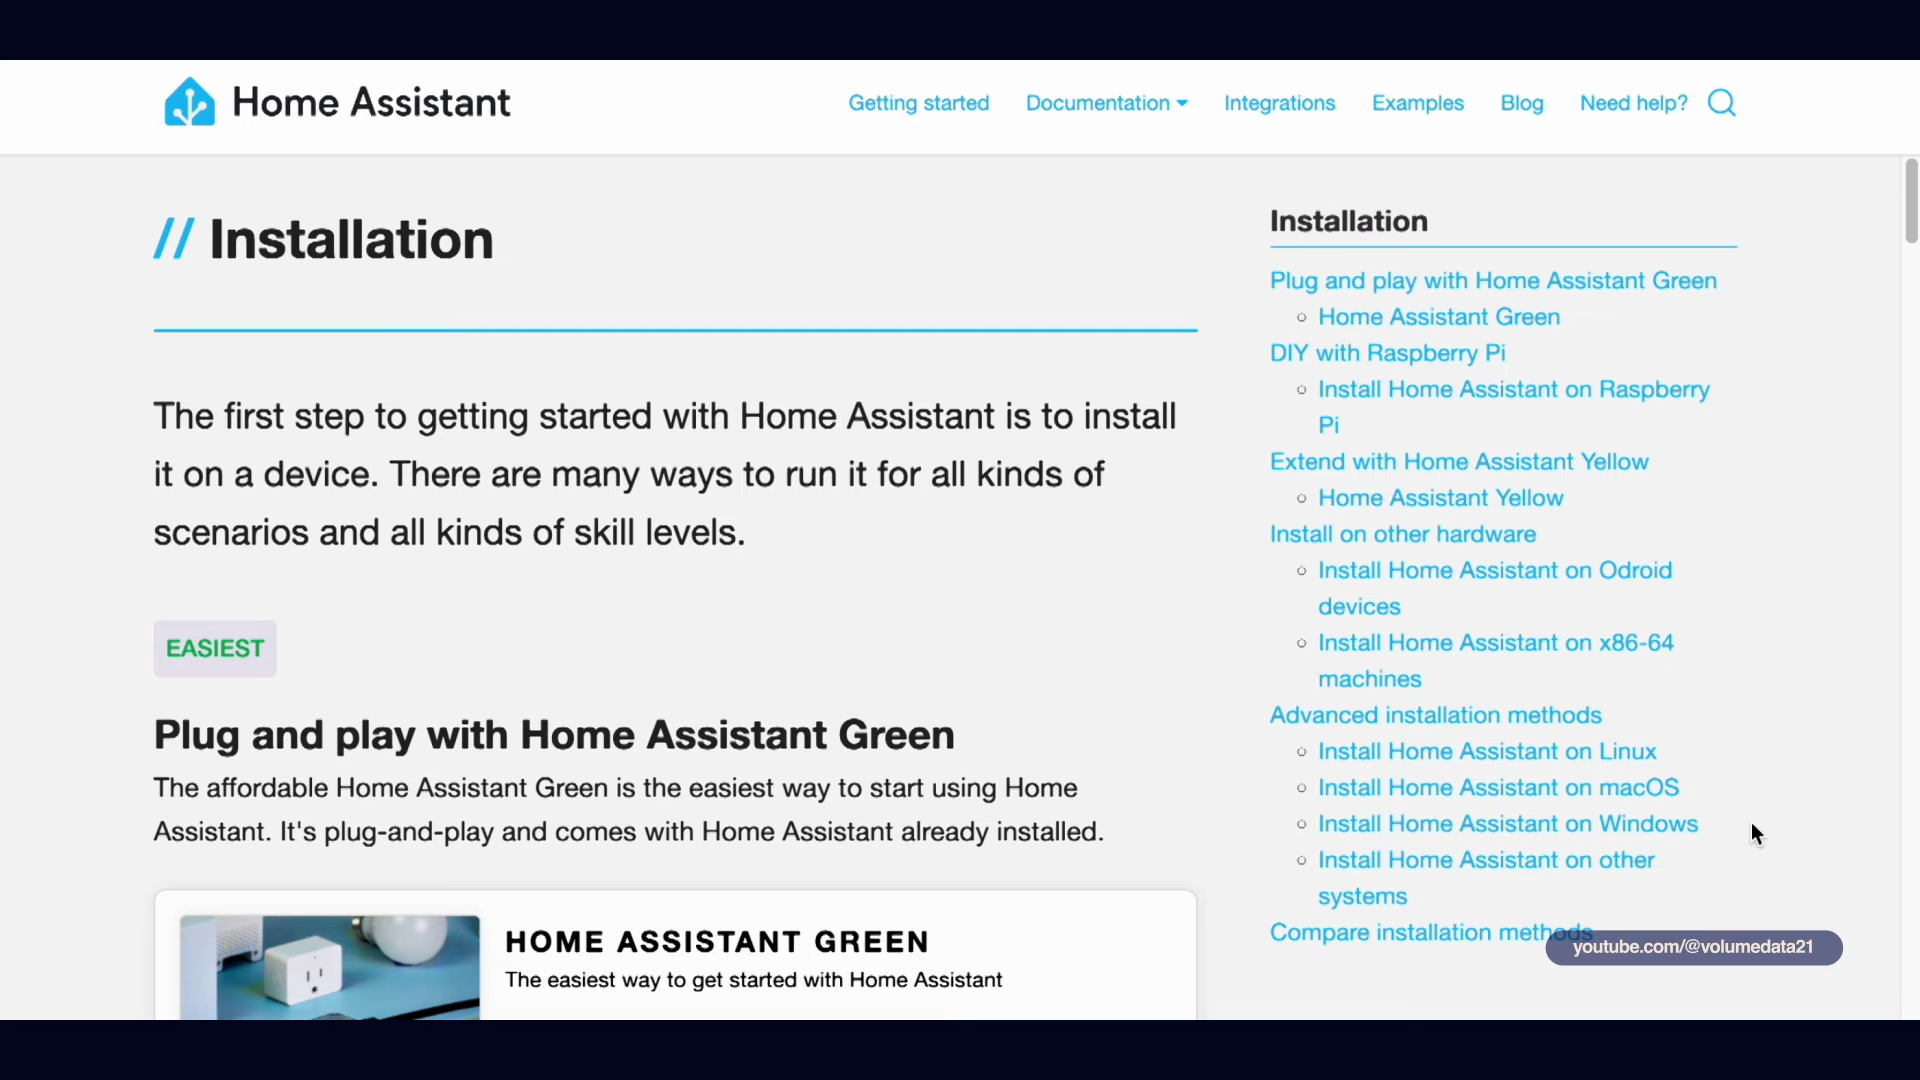 Home Assistant
Getting started
Documentation
Integrations
Examples
Blog
Need help?
// Installation
The first step to getting started with Home Assistant is to install
it on a device. There are many ways to run it for all kinds of
scenarios and all kinds of skill levels.
EASIEST
Plug and play with Home Assistant Green
The affordable Home Assistant Green is the easiest way to start using Home
Assistant. It's plug-and-play and comes with Home Assistant already installed.
HOME ASSISTANT GREEN
The easiest way to get started with Home Assistant
Installation
Plug and play with Home Assistant Green
Home Assistant Green
DIY with Raspberry Pi
Install Home Assistant on Raspberry
Pi
Extend with Home Assistant Yellow
Home Assistant Yellow
Install on other hardware
Install Home Assistant on Odroid
devices
Install Home Assistant on x86-64
machines
Advanced installation methods
Install Home Assistant on Linux
Install Home Assistant on macOS
Install Home Assistant on Windows
Install Home Assistant on other
systems
Compare installation methods
youtube.com/@volumedata21